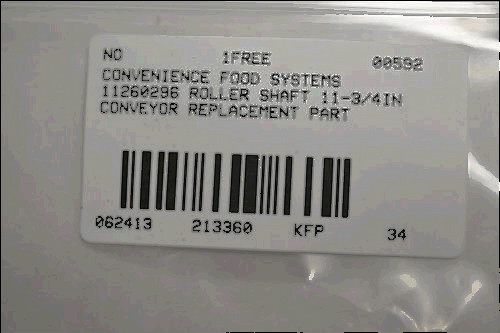 NO 1FREE 00592
CONVENIENCE FOOD SYSTEMS
11260296 ROLLER SHAFT 11-3/4IN
CONVEYOR REPLACEMENT PART
062413 213360 KFP 34